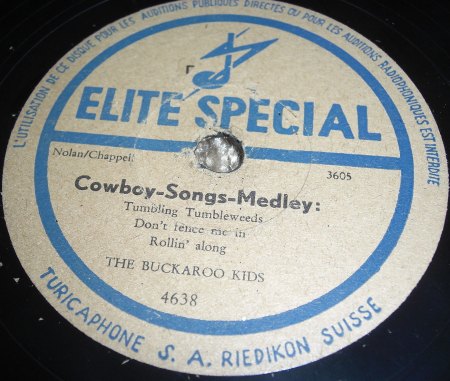 L'UTILISATION DE CE DISQUE POUR LES AUDITIONS PUBLIQUES DIRECTES OU POUR LES AUDITIONS RADIOPHONIQUES EST INTERDITE
ELITE SPECIAL
Nolan/Chappel.
3605
Cowboy-Songs-Medley:
Tumbling Tumbleweeds
Don't fence me in
Rollin' along
THE BUCKAROO KIDS
4638
TURICAPHONE S. A. RIEDIKON SUISSE